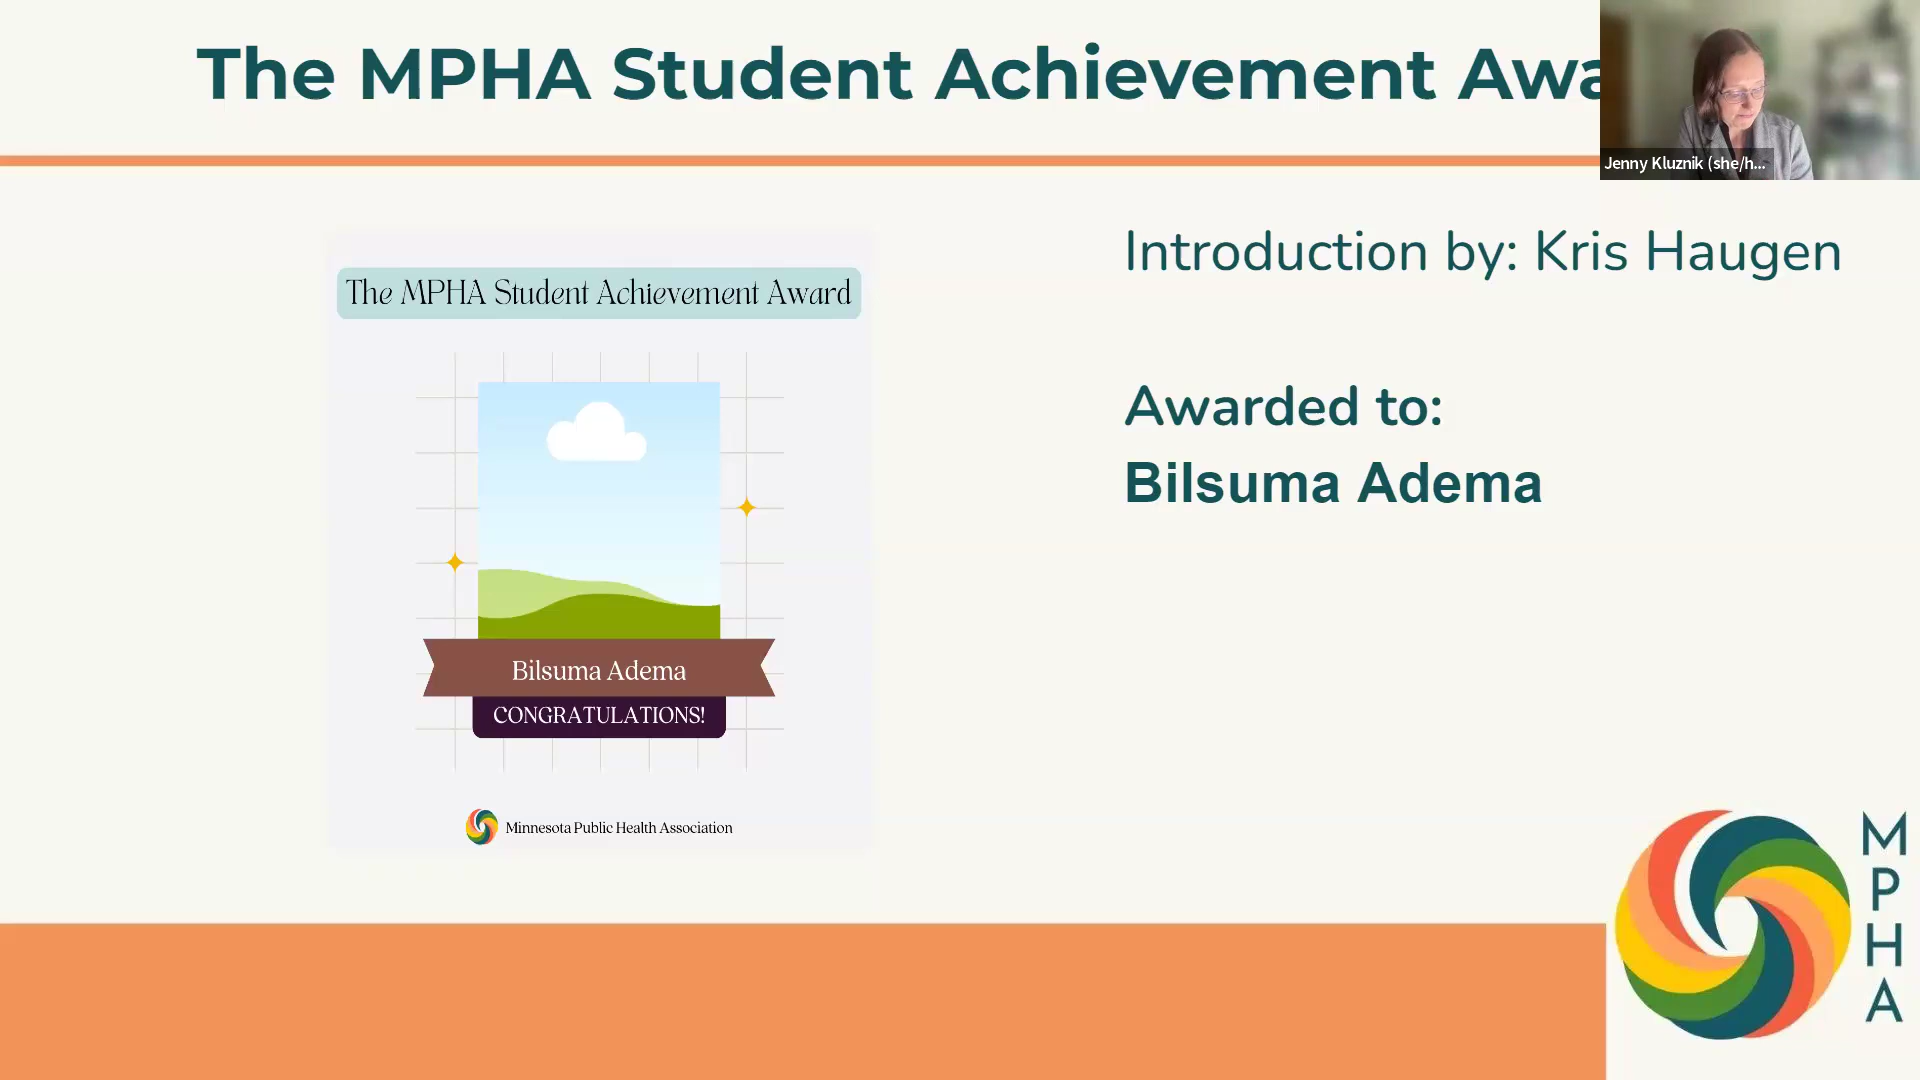 The MPHA Student Achievement Awa
Jenny Kluznik (she/h...
Introduction by: Kris Haugen
The MPHA Student Achievement Award
Awarded to:
Bilsuma Adema
Bilsuma Adema
CONGRATULATIONS!
Minnesota Public Health Association
M
P
H
A